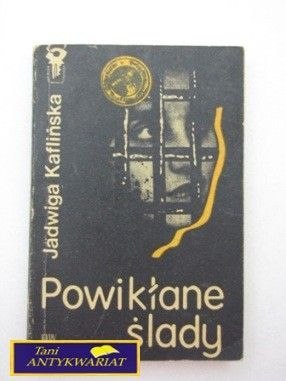 Jadwiga Kaflińska
Powikłane
ślady
Tani
ANTYKWARIAT